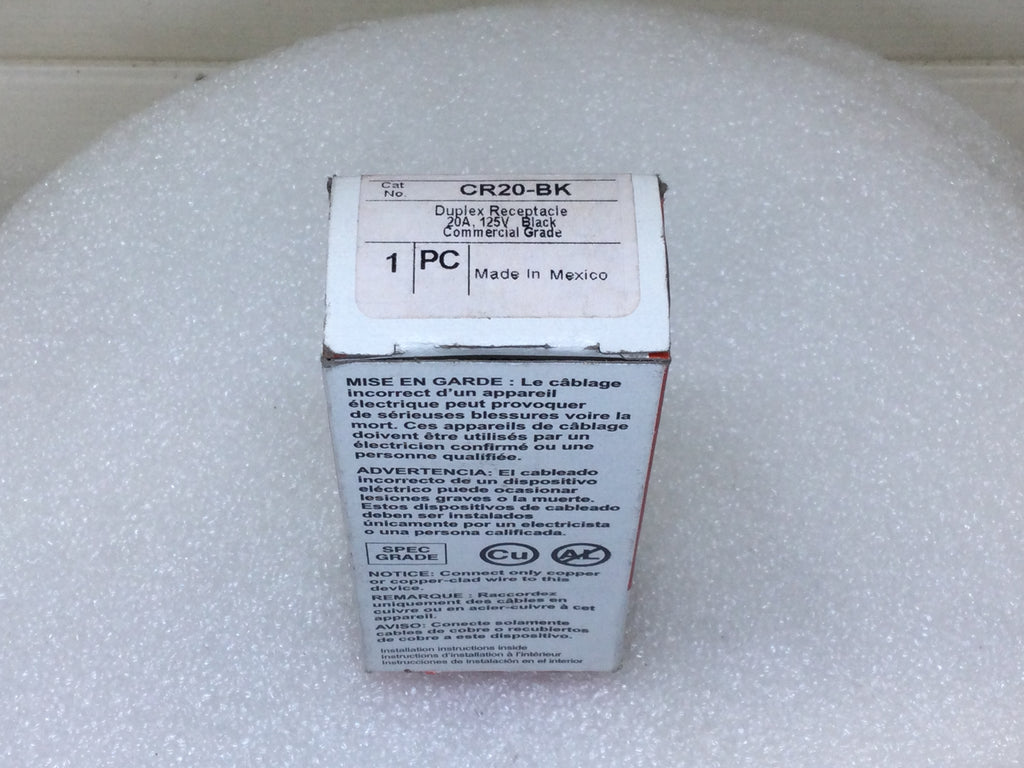 Cat No. CR20-BK
Duplex Receptacle
20A, 125V Black
Commercial Grade
1 PC Made In Mexico
MISE EN GARDE : Le câblage
incorrect d'un appareil
électrique peut provoquer
de sérieuses blessures voire la
mort. Ces appareils de câblage
doivent être utilisés par un
électricien confirmé ou une
personne qualifiée.
ADVERTENCIA: El cableado
incorrecto de un dispositivo
eléctrico puede ocasionar
lesiones graves o la muerte.
Estos dispositivos de cableado
deben ser instalados
únicamente por un electricista
o una persona calificada.
SPEC GRADE Cu AL
NOTICE: Connect only copper
or copper-clad wire to this
device.
REMARQUE : Raccordez
uniquement des câbles en
cuivre ou en acier-cuivre à cet
appareil.
AVISO: Conecte solamente
cables de cobre o recubiertos
de cobre a este dispositivo.
Installation instructions inside
Instructions d'installation à l'intérieur
Instrucciones de instalación en el interior